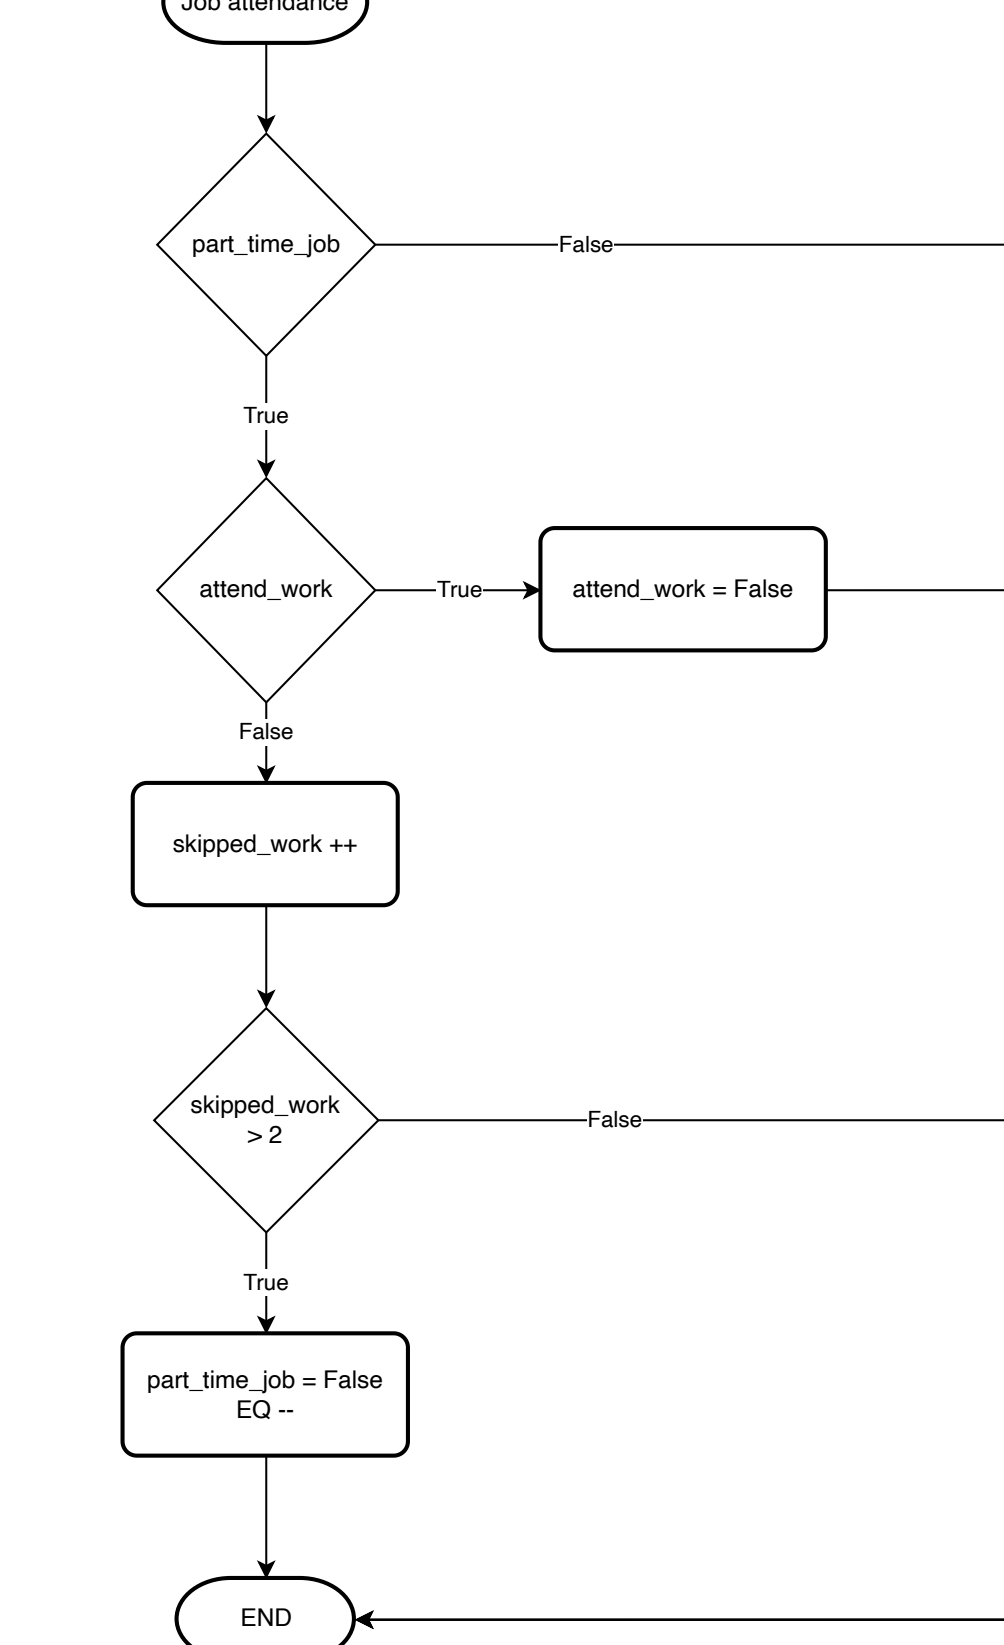 Job attendance
part_time_job
False
True
attend_work
True
attend_work = False
False
skipped_work ++
skipped_work
> 2
False
True
part_time_job = False
EQ --
END